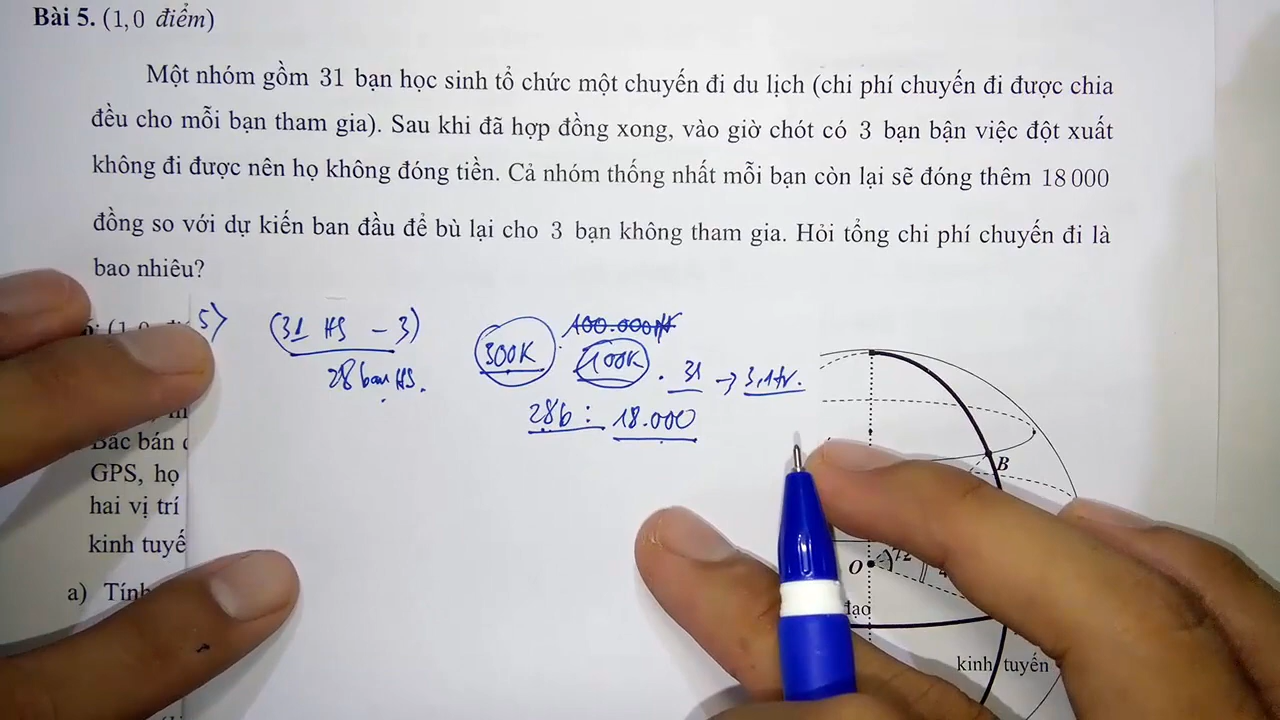 Bài 5. (1,0 điểm)
Một nhóm gồm 31 bạn học sinh tổ chức một chuyến đi du lịch (chi phí chuyến đi được chia
đều cho mỗi bạn tham gia). Sau khi đã hợp đồng xong, vào giờ chót có 3 bạn bận việc đột xuất
không đi được nên họ không đóng tiền. Cả nhóm thống nhất mỗi bạn còn lại sẽ đóng thêm 18 000
đồng so với dự kiến ban đầu để bù lại cho 3 bạn không tham gia. Hỏi tổng chi phí chuyến đi là
bao nhiêu?
5) (31 HS - 3)
28 bạn HS.
100.000
300K 100K . 31 → 3,1tr.
28b : 18.000
Bắc bán
GPS, họ
hai vị trí
kinh tuyế
a) Tính
B
O
đạo
kinh tuyến